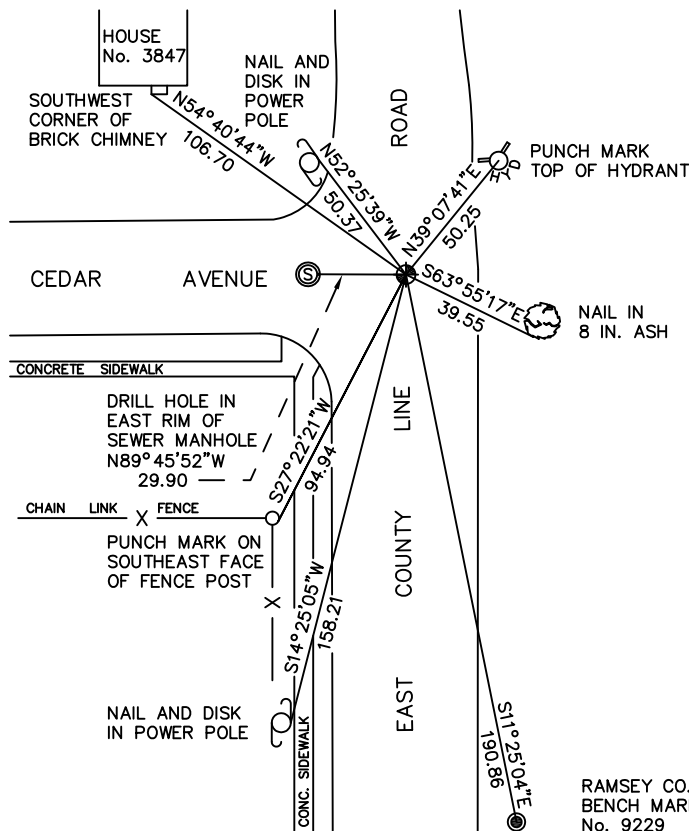 HOUSE
No. 3847
NAIL AND
DISK IN
POWER
POLE
SOUTHWEST
CORNER OF
BRICK CHIMNEY
N54°40'44"W
106.70
N52°25'39"W
50.37
ROAD
N39°07'41"E
50.25
HYD
PUNCH MARK
TOP OF HYDRANT
CEDAR AVENUE
S
S63°55'17"E
39.55
NAIL IN
8 IN. ASH
CONCRETE SIDEWALK
DRILL HOLE IN
EAST RIM OF
SEWER MANHOLE
N89°45'52"W
29.90
S27°22'21"W
94.94
LINE
CHAIN LINK X FENCE
PUNCH MARK ON
SOUTHEAST FACE
OF FENCE POST
X
COUNTY
S14°25'05"W
158.21
EAST
NAIL AND DISK
IN POWER POLE
CONC. SIDEWALK
S11°25'04"E
190.86
RAMSEY CO.
BENCH MARK
No. 9229